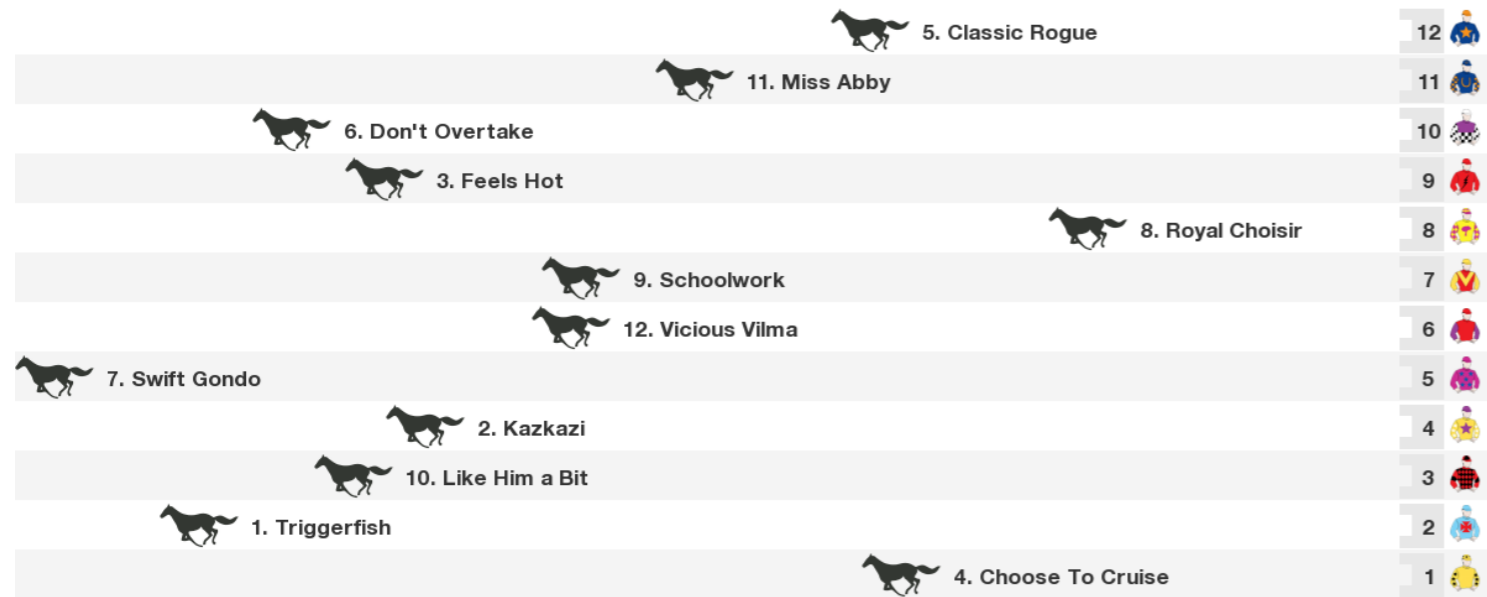 5. Classic Rogue 12
11. Miss Abby 11
6. Don't Overtake 10
3. Feels Hot 9
8. Royal Choisir 8
9. Schoolwork 7
12. Vicious Vilma 6
7. Swift Gondo 5
2. Kazkazi 4
10. Like Him a Bit 3
1. Triggerfish 2
4. Choose To Cruise 1